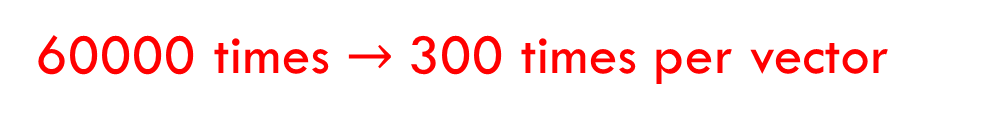 60000 times → 300 times per vector